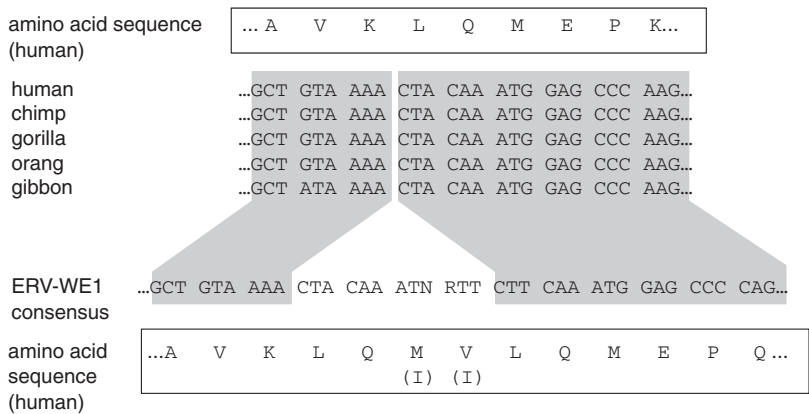 amino acid sequence ... A V K L Q M E P K...
(human)
human ...GCT GTA AAA CTA CAA ATG GAG CCC AAG...
chimp ...GCT GTA AAA CTA CAA ATG GAG CCC AAG...
gorilla ...GCT GTA AAA CTA CAA ATG GAG CCC AAG...
orang ...GCT GTA AAA CTA CAA ATG GAG CCC AAG...
gibbon ...GCT ATA AAA CTA CAA ATG GAG CCC AAG...
ERV-WE1 ...GCT GTA AAA CTA CAA ATN RTT CTT CAA ATG GAG CCC CAG...
consensus
amino acid ...A V K L Q M V L Q M E P Q...
sequence (I) (I)
(human)